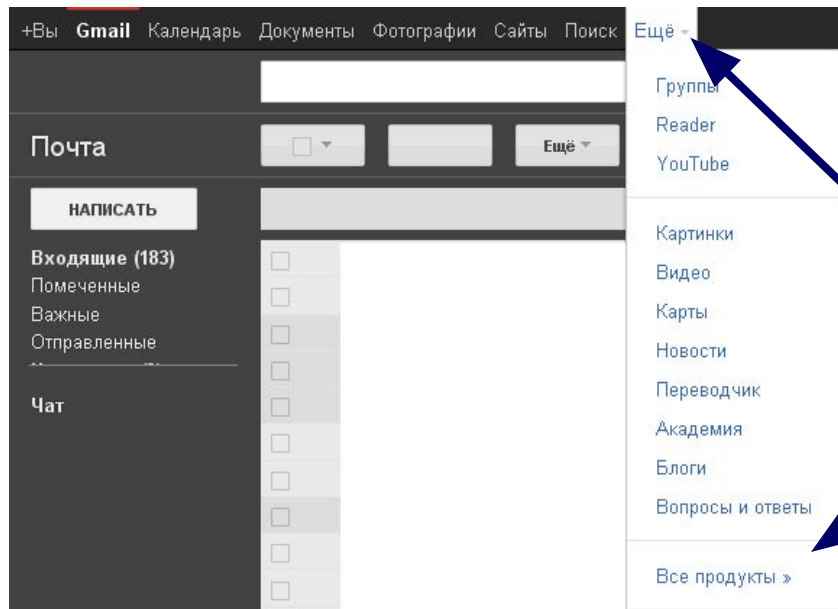 +Вы Gmail Календарь Документы Фотографии Сайты Поиск Ещё
Почта
Ещё
НАПИСАТЬ
Входящие (183)
Помеченные
Важные
Отправленные
Чат
Группы
Reader
YouTube
Картинки
Видео
Карты
Новости
Переводчик
Академия
Блоги
Вопросы и ответы
Все продукты »